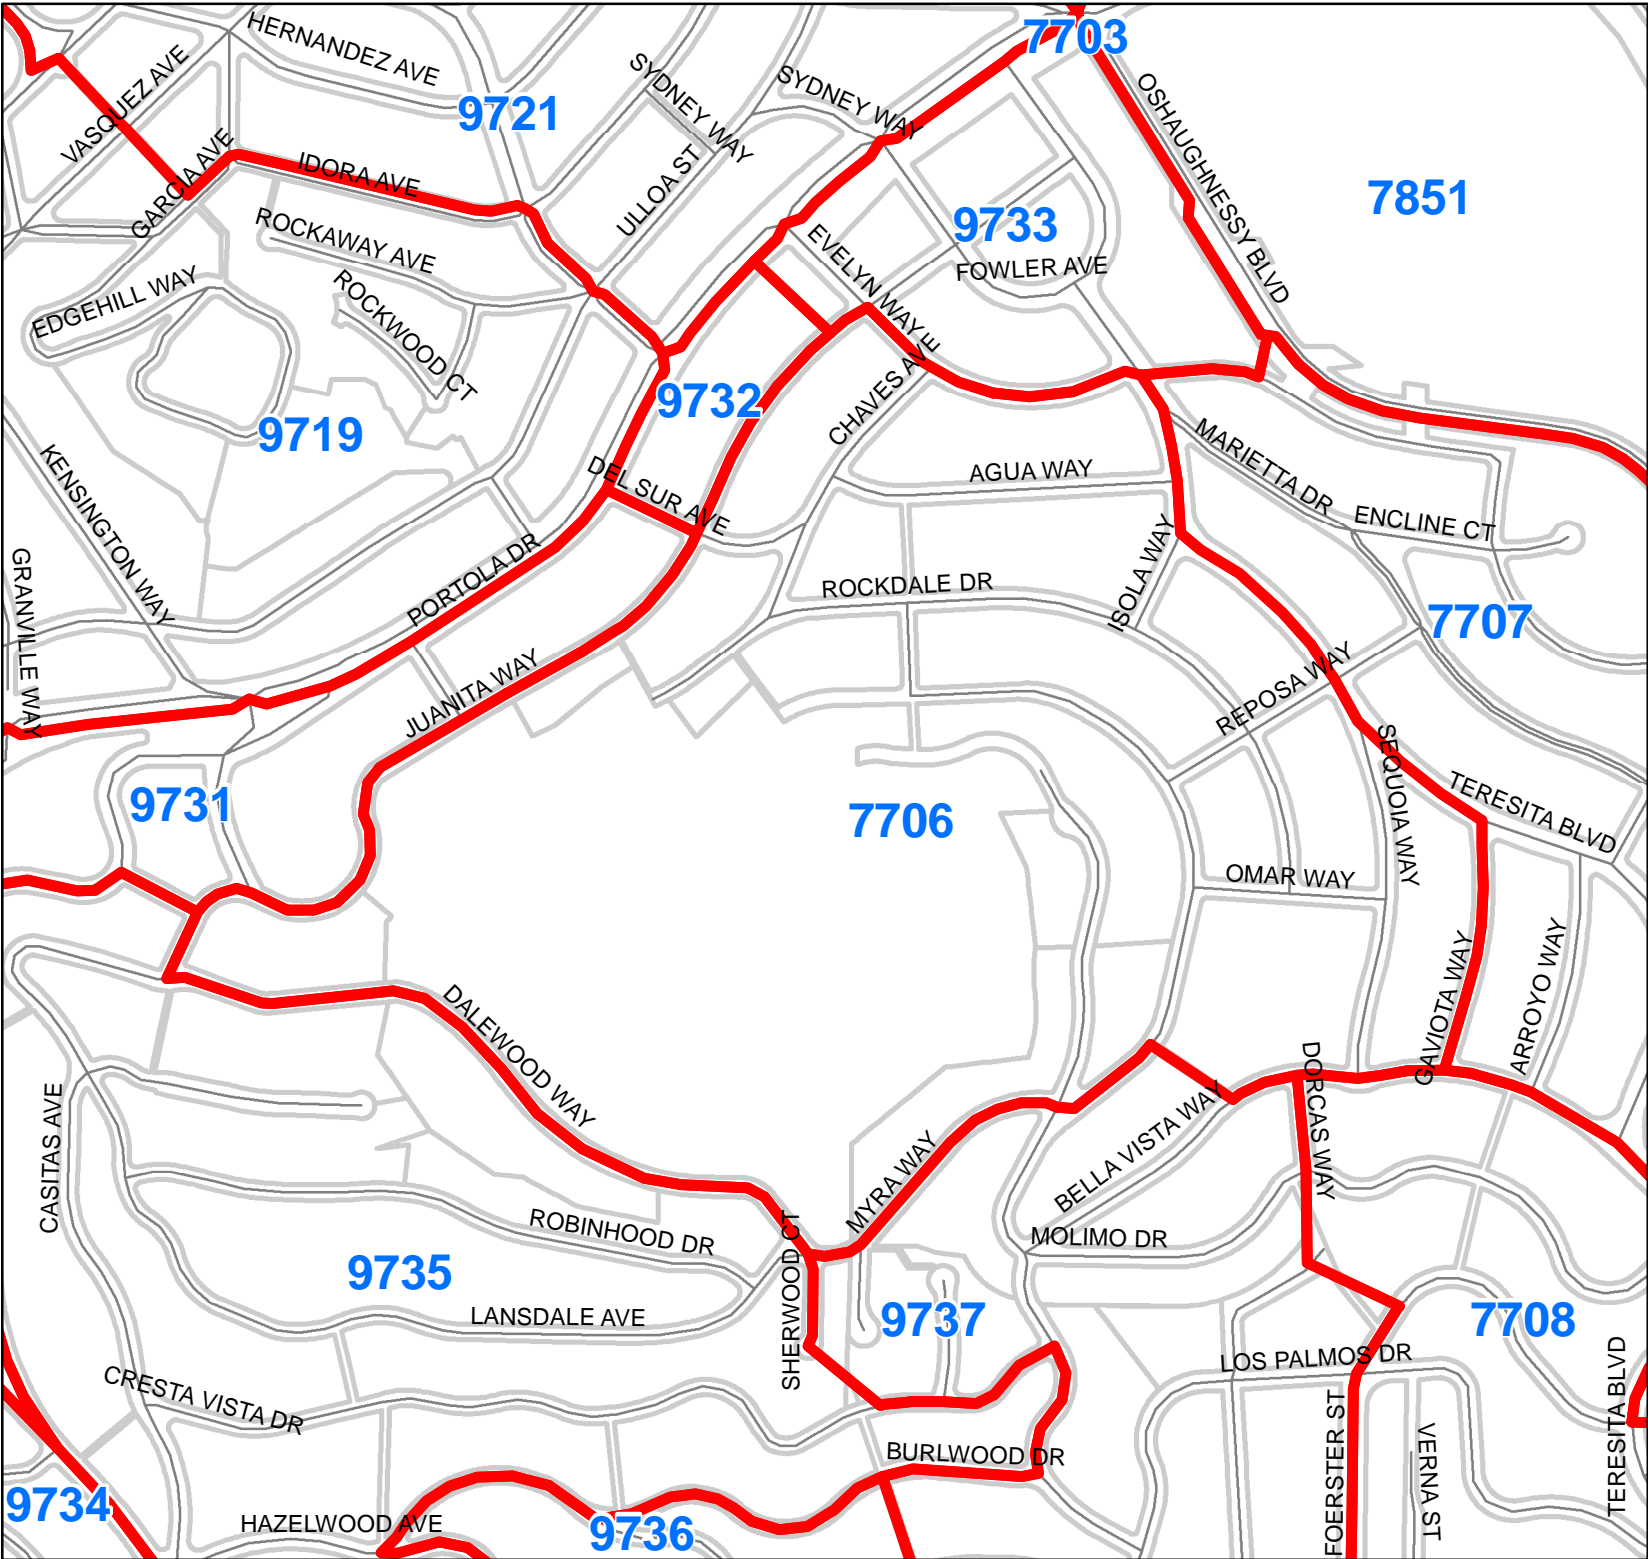 HERNANDEZ AVE
7703
VASQUEZ AVE
SYDNEY WAY
SYDNEY WAY
9721
OSHAUGHNESSY BLVD
GARCIA AVE
IDORA AVE
ULLOA ST
7851
ROCKAWAY AVE
EVELYN WAY
9733
FOWLER AVE
EDGEHILL WAY
ROCKWOOD CT
E
CHAVES AVE
9732
9719
KENSINGTON WAY
DEL SUR AVE
AGUA WAY
MARIETTA DR
ENCLINE CT
GRANVILLE WAY
PORTOLA DR
ROCKDALE DR
ISOLA WAY
7707
JUANITA WAY
REPOSA WAY
SEQUOIA WAY
9731
7706
TERESITA BLVD
OMAR WAY
GAVIOTA WAY
ARROYO WAY
DALEWOOD WAY
DORCAS WAY
CASITAS AVE
MYRA WAY
BELLA VISTA WAY
ROBINHOOD DR
MOLIMO DR
9735
SHERWOOD CT
LANSDALE AVE
9737
7708
CRESTA VISTA DR
LOS PALMOS DR
TERESITA BLVD
BURLWOOD DR
FOERSTER ST
VERNA ST
9734
HAZELWOOD AVE
9736